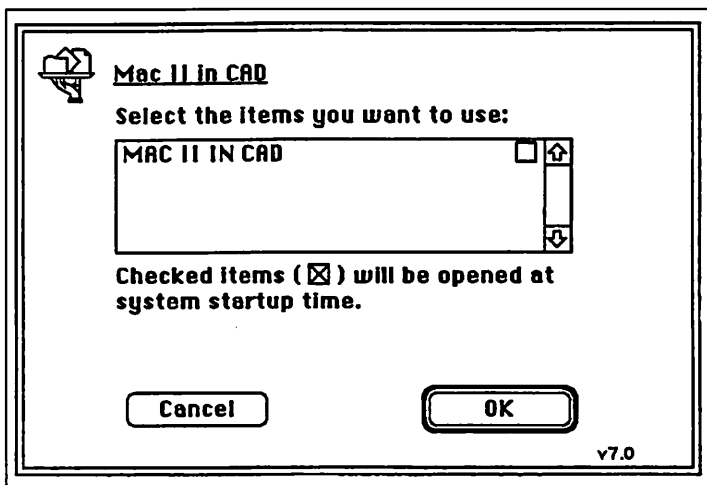 Mac II in CAD
Select the items you want to use:
MAC II IN CAD
Checked items ( ☒ ) will be opened at
system startup time.
Cancel
OK
v7.0